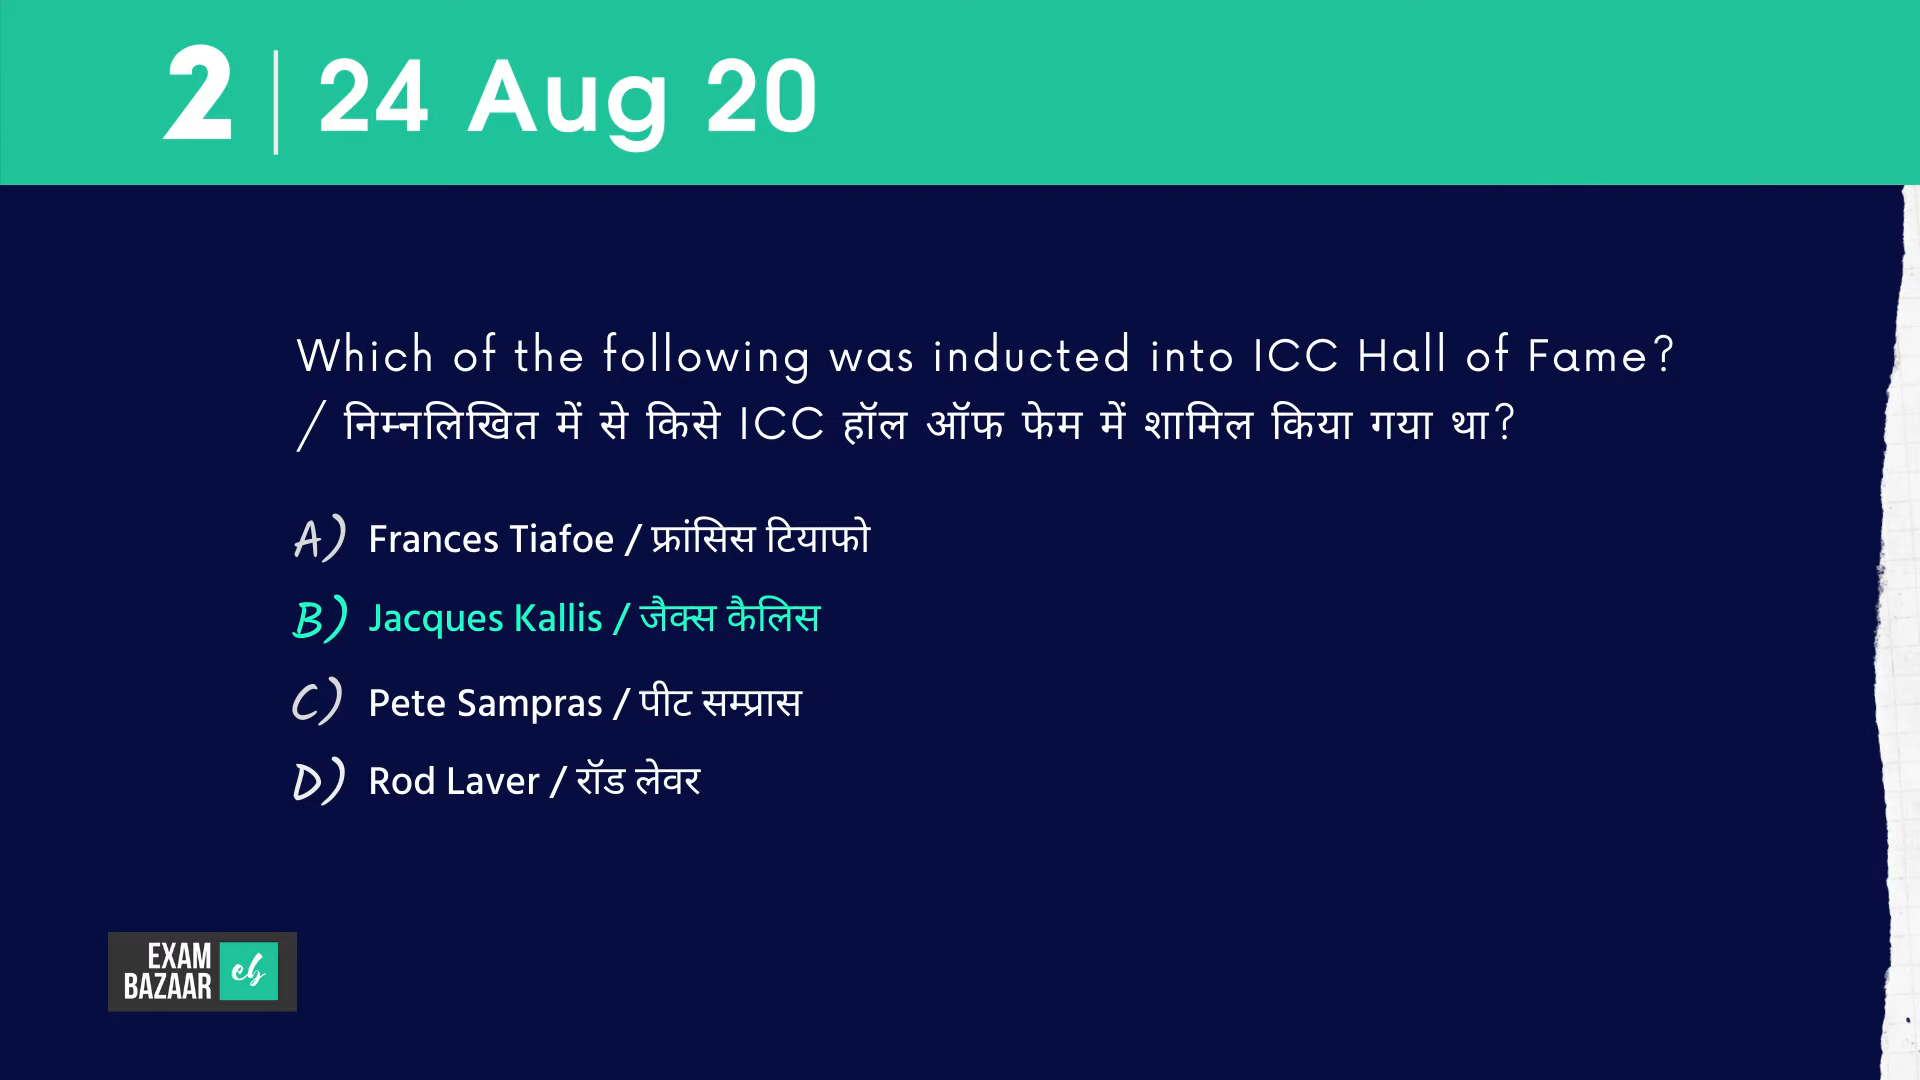 2 | 24 Aug 20
Which of the following was inducted into ICC Hall of Fame?
/ निम्नलिखित में से किसे ICC हॉल ऑफ फेम में शामिल किया गया था?
A) Frances Tiafoe / फ्रांसिस टियाफो
B) Jacques Kallis / जैक्स कैलिस
C) Pete Sampras / पीट सम्प्रास
D) Rod Laver / रॉड लेवर
EXAM
BAZAAR
eb